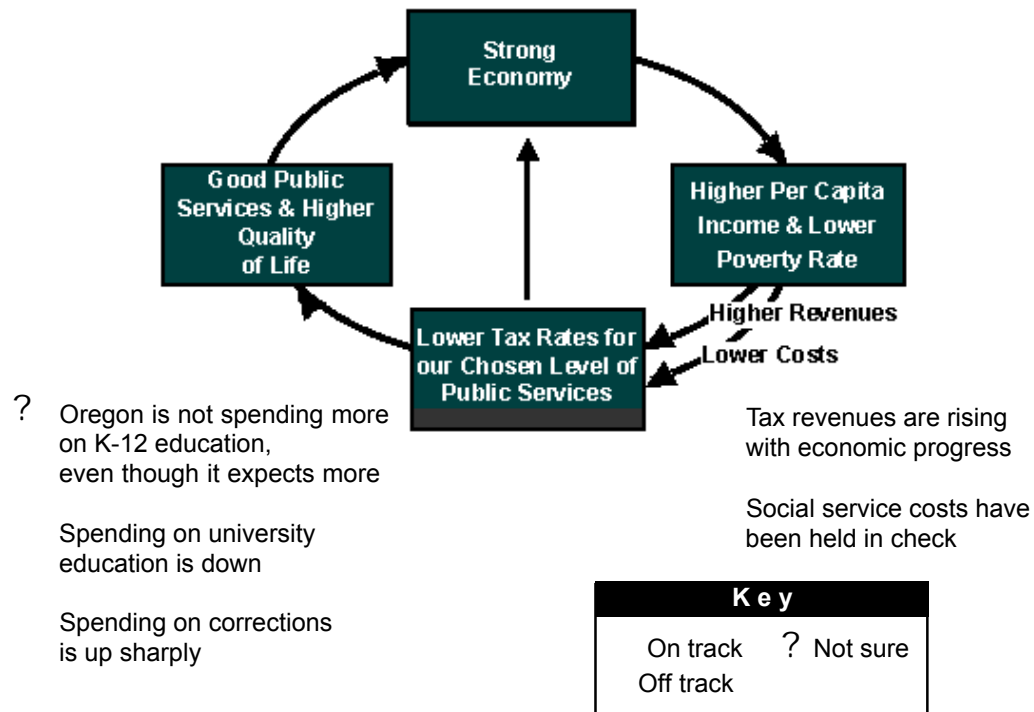 Strong
Economy
Good Public
Services & Higher
Quality
of Life
Higher Per Capita
Income & Lower
Poverty Rate
Higher Revenues
Lower Costs
Lower Tax Rates for
our Chosen Level of
Public Services
? Oregon is not spending more
on K-12 education,
even though it expects more
Spending on university
education is down
Spending on corrections
is up sharply
Tax revenues are rising
with economic progress
Social service costs have
been held in check
Key
On track ? Not sure
Off track